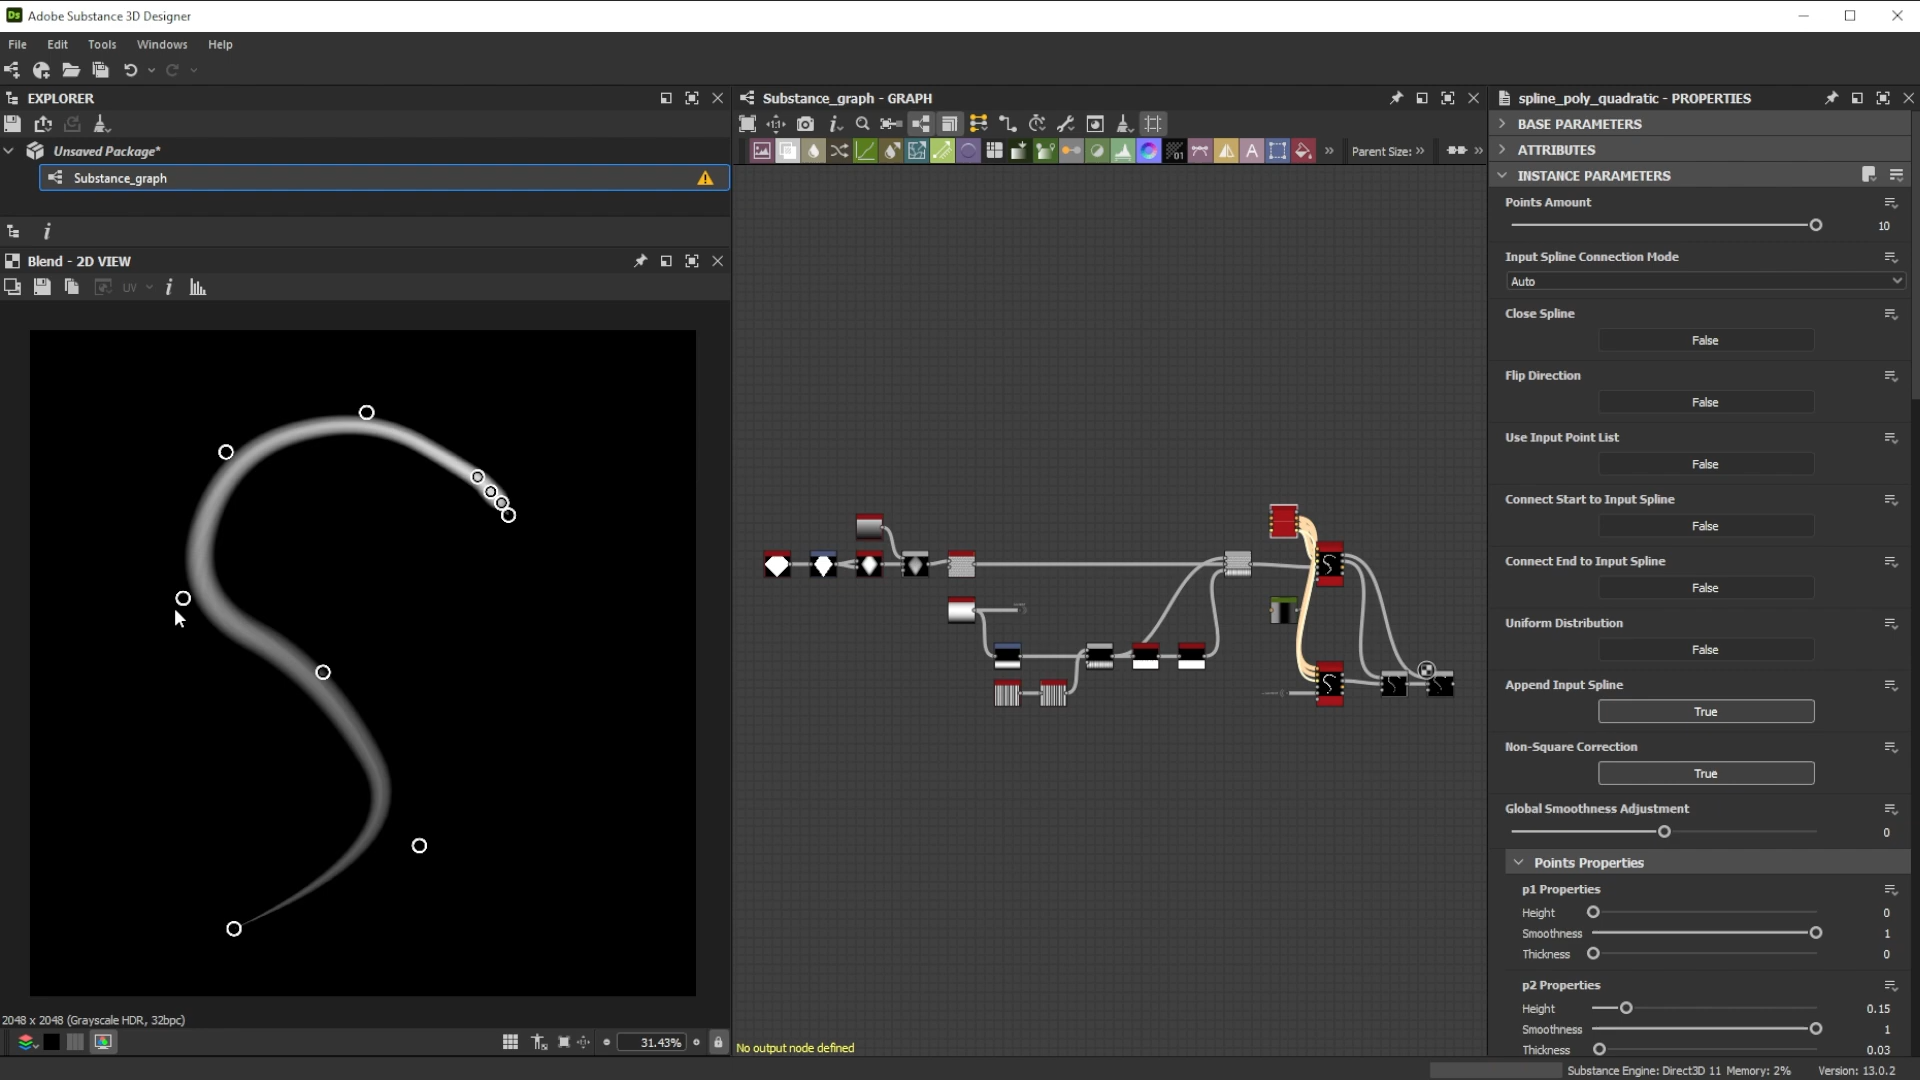 Ds Adobe Substance 3D Designer
File Edit Tools Windows Help
EXPLORER
Unsaved Package*
Substance_graph
i
Blend - 2D VIEW
UV i
2048 x 2048 (Grayscale HDR, 32bpc)
31.43%
Substance_graph - GRAPH
A Parent Size: »
No output node defined
spline_poly_quadratic - PROPERTIES
BASE PARAMETERS
ATTRIBUTES
INSTANCE PARAMETERS
Points Amount
10
Input Spline Connection Mode
Auto
Close Spline
False
Flip Direction
False
Use Input Point List
False
Connect Start to Input Spline
False
Connect End to Input Spline
False
Uniform Distribution
False
Append Input Spline
True
Non-Square Correction
True
Global Smoothness Adjustment
0
Points Properties
p1 Properties
Height 0
Smoothness 1
Thickness 0
p2 Properties
Height 0.15
Smoothness 1
Thickness 0.03
Substance Engine: Direct3D 11 Memory: 2% Version: 13.0.2